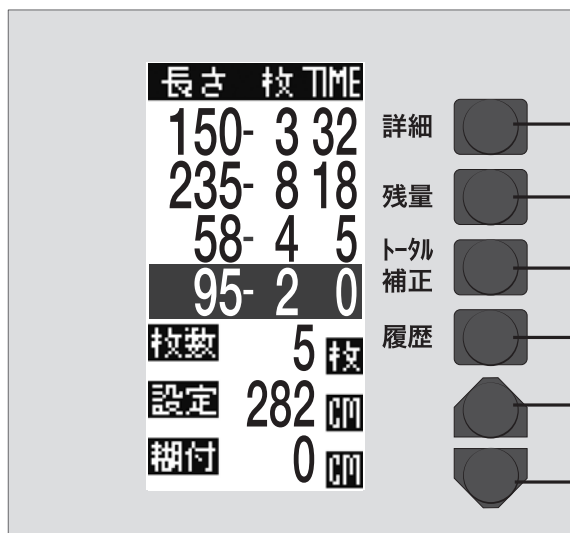 長さ 枚 TIME
150- 3 32
235- 8 18
58- 4 5
95- 2 0
枚数 5 枚
設定 282 CM
糊付 0 CM
詳細
残量
トータル
補正
履歴